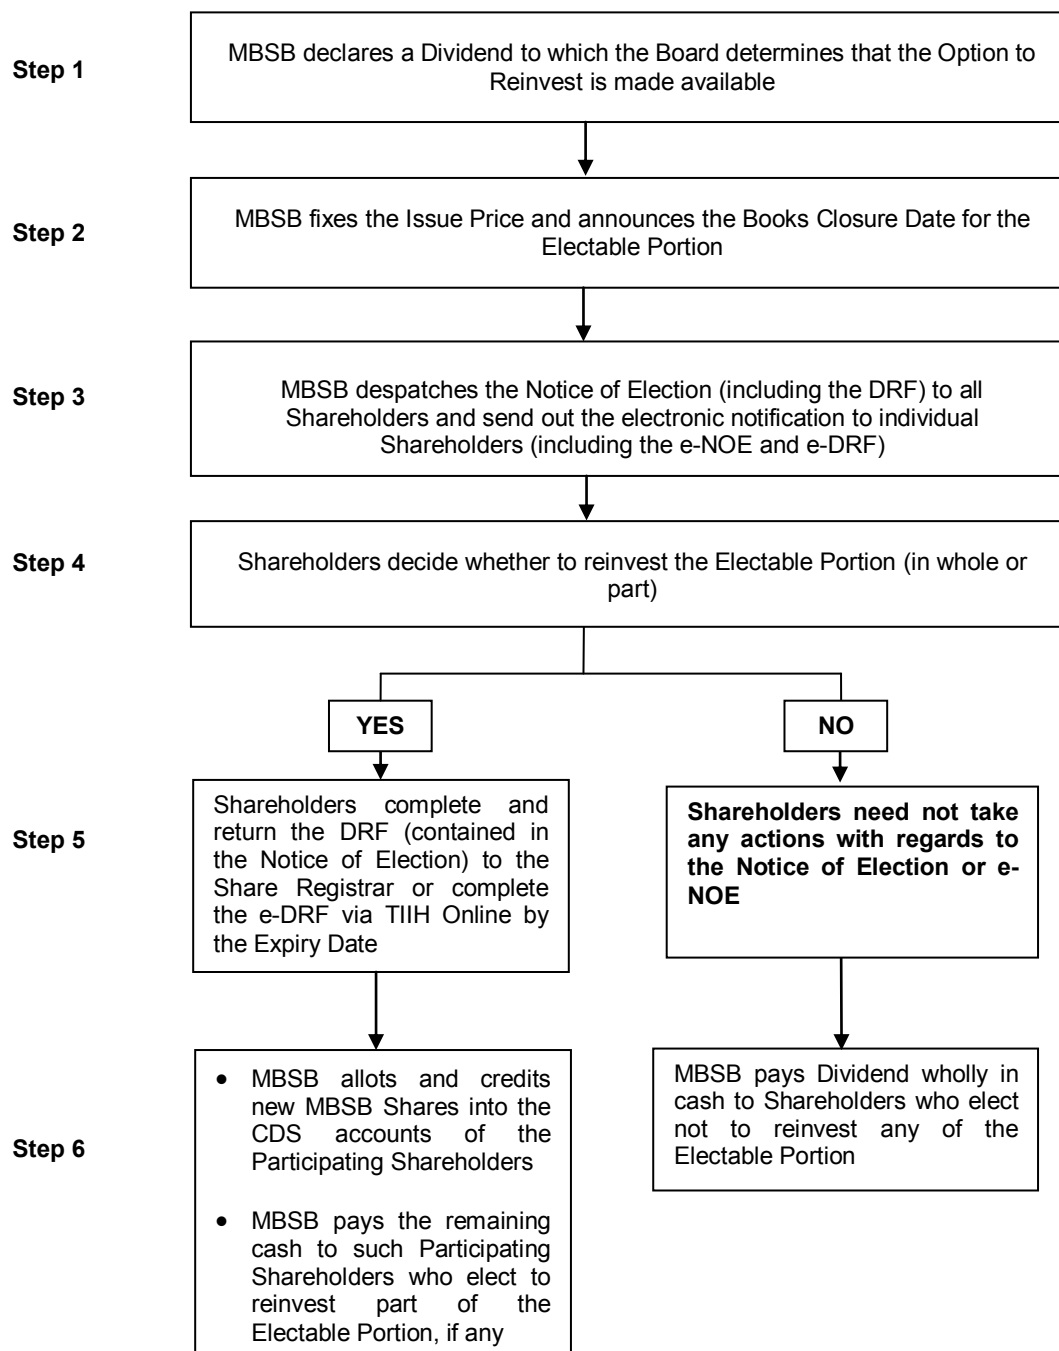 Step 1
MBSB declares a Dividend to which the Board determines that the Option to
Reinvest is made available
Step 2
MBSB fixes the Issue Price and announces the Books Closure Date for the
Electable Portion
Step 3
MBSB despatches the Notice of Election (including the DRF) to all
Shareholders and send out the electronic notification to individual
Shareholders (including the e-NOE and e-DRF)
Step 4
Shareholders decide whether to reinvest the Electable Portion (in whole or
part)
YES
NO
Step 5
Shareholders complete and
return the DRF (contained in
the Notice of Election) to the
Share Registrar or complete
the e-DRF via TIIH Online by
the Expiry Date
Shareholders need not take
any actions with regards to
the Notice of Election or e-
NOE
Step 6
• MBSB allots and credits
new MBSB Shares into the
CDS accounts of the
Participating Shareholders
• MBSB pays the remaining
cash to such Participating
Shareholders who elect to
reinvest part of the
Electable Portion, if any
MBSB pays Dividend wholly in
cash to Shareholders who elect
not to reinvest any of the
Electable Portion